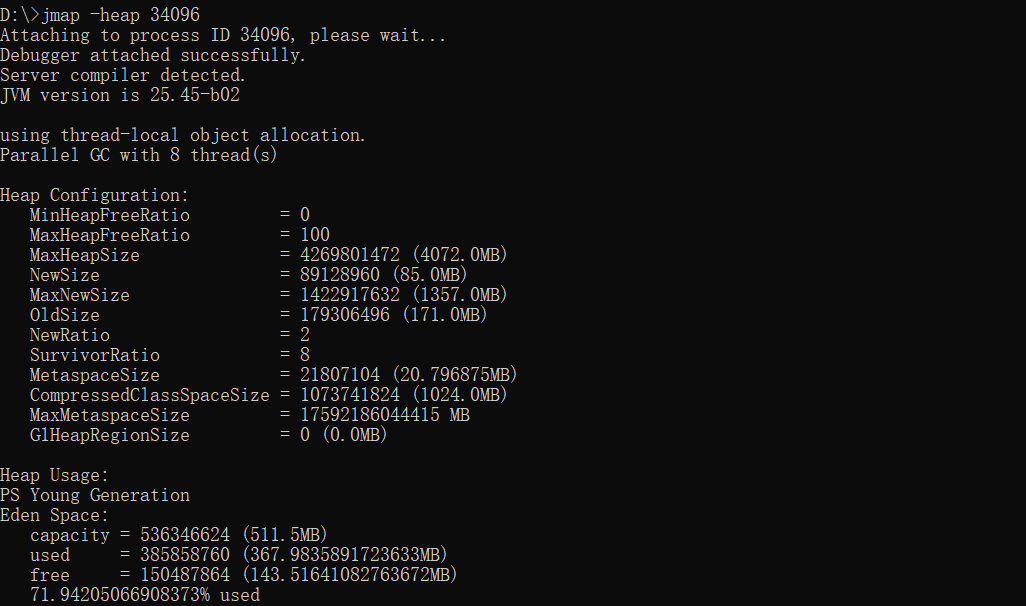 D:\>jmap -heap 34096
Attaching to process ID 34096, please wait...
Debugger attached successfully.
Server compiler detected.
JVM version is 25.45-b02
using thread-local object allocation.
Parallel GC with 8 thread(s)
Heap Configuration:
MinHeapFreeRatio = 0
MaxHeapFreeRatio = 100
MaxHeapSize = 4269801472 (4072.0MB)
NewSize = 89128960 (85.0MB)
MaxNewSize = 1422917632 (1357.0MB)
OldSize = 179306496 (171.0MB)
NewRatio = 2
SurvivorRatio = 8
MetaspaceSize = 21807104 (20.796875MB)
CompressedClassSpaceSize = 1073741824 (1024.0MB)
MaxMetaspaceSize = 17592186044415 MB
G1HeapRegionSize = 0 (0.0MB)
Heap Usage:
PS Young Generation
Eden Space:
capacity = 536346624 (511.5MB)
used = 385858760 (367.9835891723633MB)
free = 150487864 (143.51641082763672MB)
71.94205066908373% used